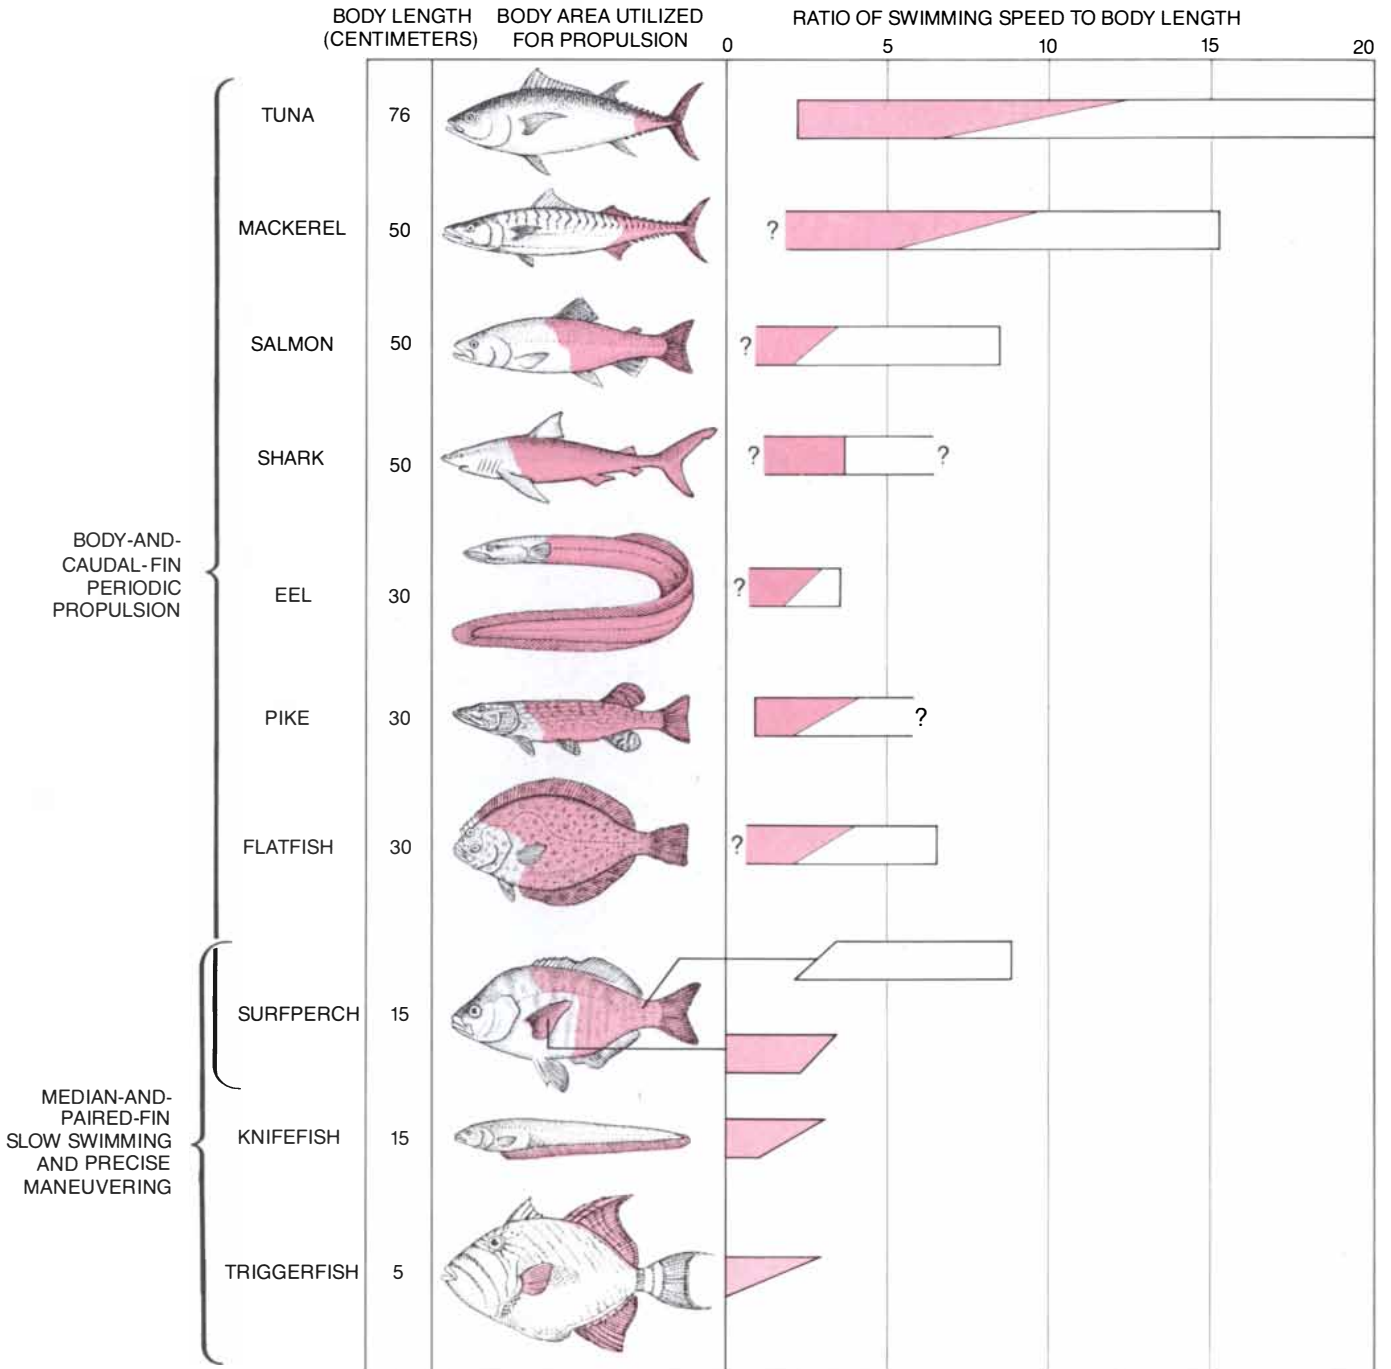 BODY LENGTH
(CENTIMETERS)
BODY AREA UTILIZED
FOR PROPULSION
RATIO OF SWIMMING SPEED TO BODY LENGTH
0 5 10 15 20
TUNA 76
MACKEREL 50 ?
SALMON 50 ?
SHARK 50 ? ?
BODY-AND-
CAUDAL-FIN
PERIODIC
PROPULSION
EEL 30 ?
PIKE 30 ?
FLATFISH 30 ?
SURFPERCH 15
MEDIAN-AND-
PAIRED-FIN
SLOW SWIMMING
AND PRECISE
MANEUVERING
KNIFEFISH 15
TRIGGERFISH 5